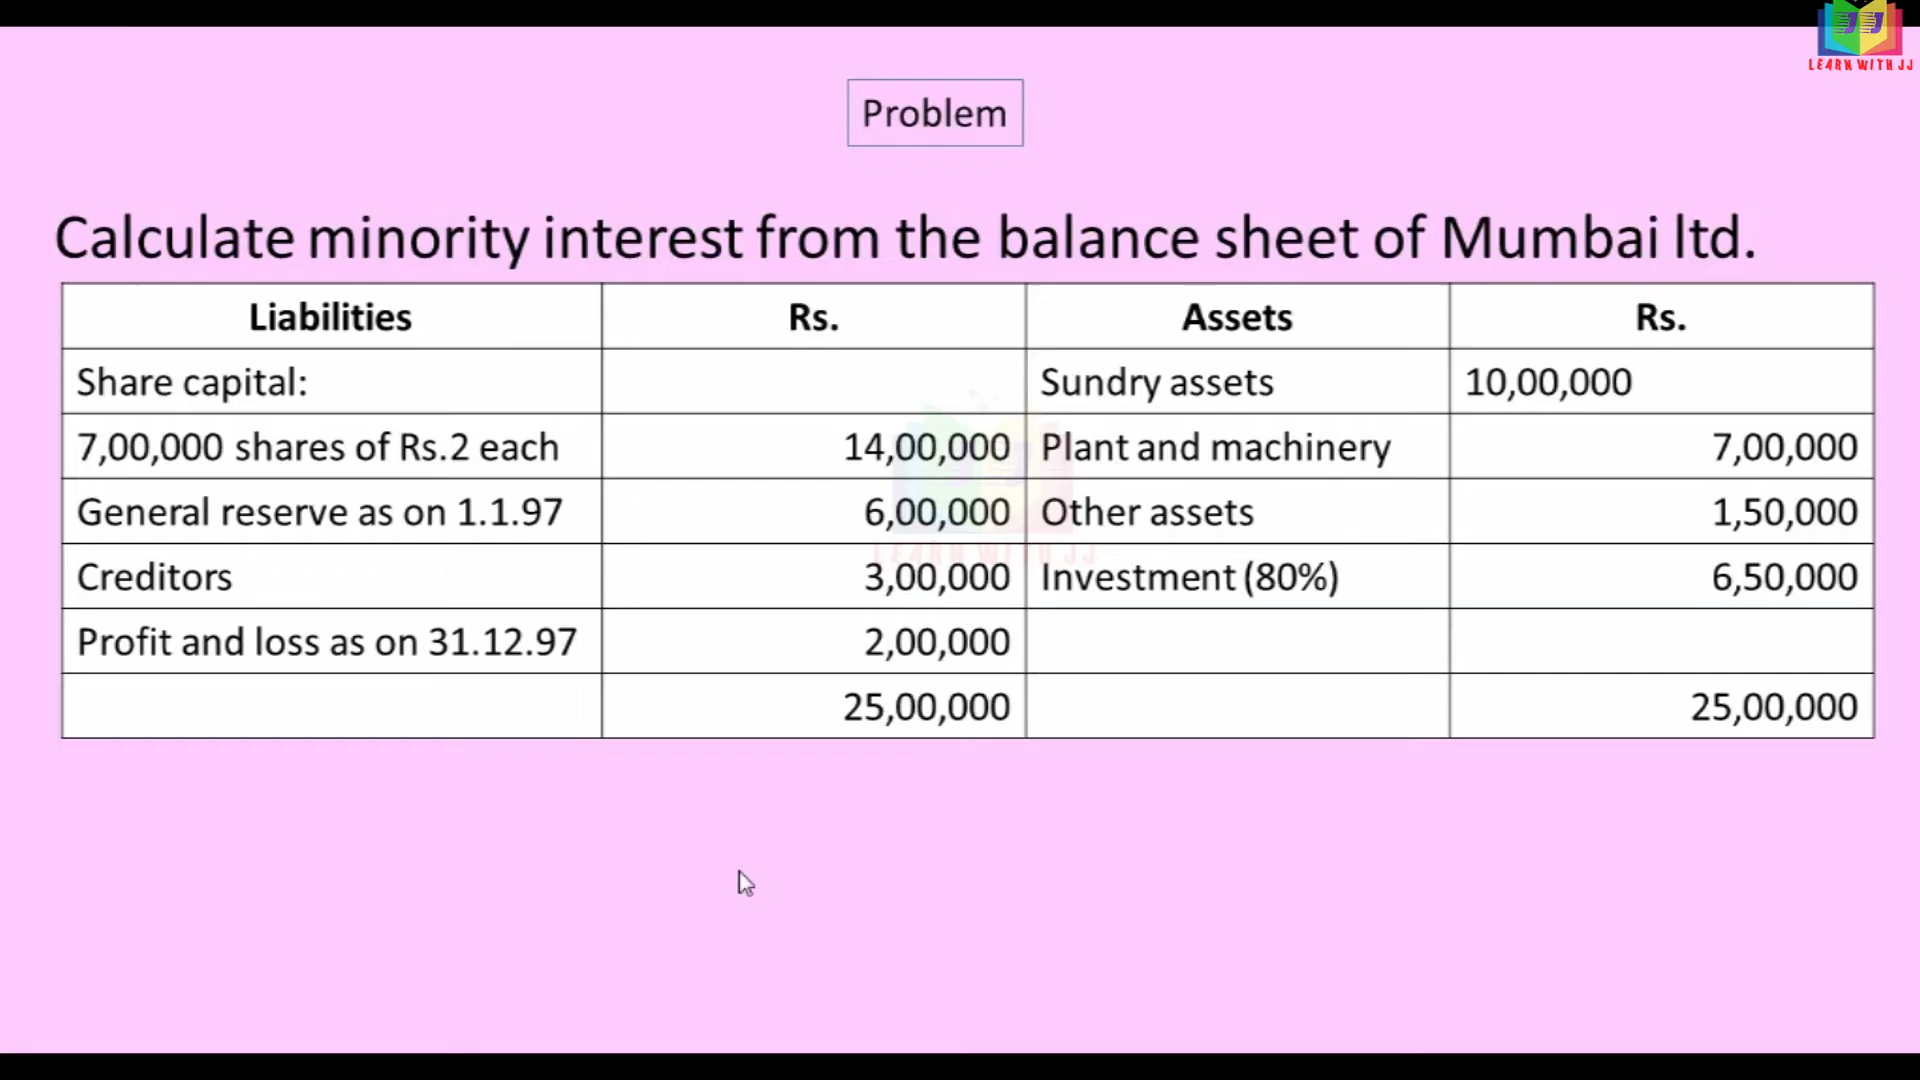 LEARN WITH JJ
Problem
Calculate minority interest from the balance sheet of Mumbai ltd.
Liabilities Rs. Assets Rs.
Share capital: Sundry assets 10,00,000
7,00,000 shares of Rs.2 each 14,00,000 Plant and machinery 7,00,000
General reserve as on 1.1.97 6,00,000 Other assets 1,50,000
Creditors 3,00,000 Investment (80%) 6,50,000
Profit and loss as on 31.12.97 2,00,000
25,00,000 25,00,000
LEARN WITH JJ